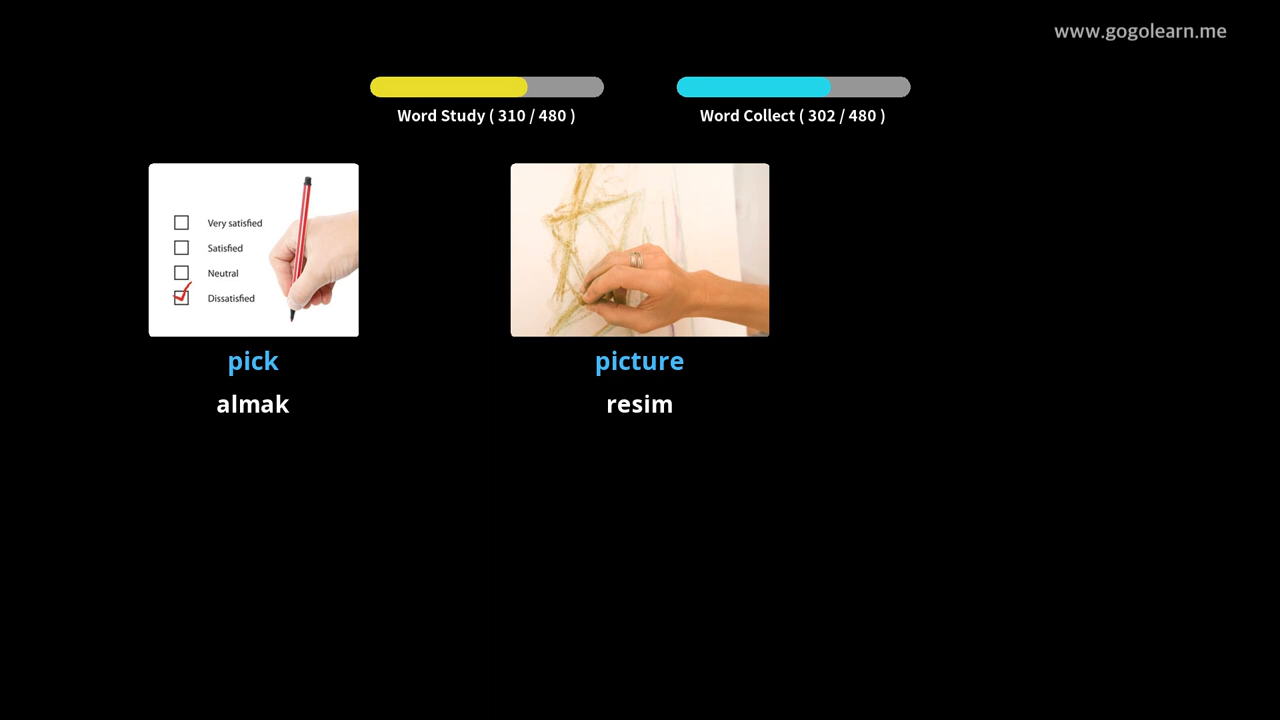 www.gogolearn.me
Word Study ( 310 / 480 )
Word Collect ( 302 / 480 )
Very satisfied
Satisfied
Neutral
Dissatisfied
pick
picture
almak
resim